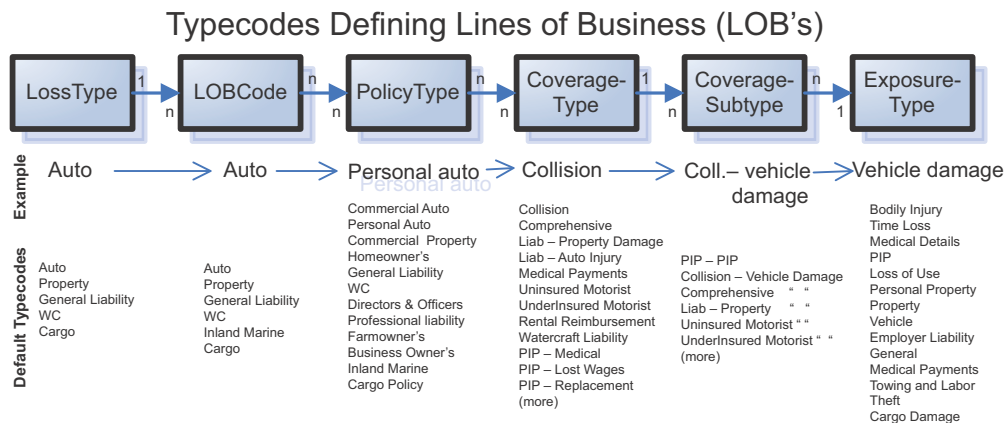 Typecodes Defining Lines of Business (LOB's)
LossType
1
n
LOBCode
n
n
PolicyType
n
n
Coverage-
Type
1
n
Coverage-
Subtype
n
1
Exposure-
Type
Example
Auto
Auto
Personal auto
Personal auto
Collision
Coll.– vehicle
damage
Vehicle damage
Default Typecodes
Auto
Property
General Liability
WC
Cargo
Auto
Property
General Liability
WC
Inland Marine
Cargo
Commercial Auto
Personal Auto
Commercial Property
Homeowner's
General Liability
WC
Directors & Officers
Professional liability
Farmowner's
Business Owner's
Inland Marine
Cargo Policy
Collision
Comprehensive
Liab – Property Damage
Liab – Auto Injury
Medical Payments
Uninsured Motorist
UnderInsured Motorist
Rental Reimbursement
Watercraft Liability
PIP – Medical
PIP – Lost Wages
PIP – Replacement
(more)
PIP – PIP
Collision – Vehicle Damage
Comprehensive “ “
Liab – Property “ “
Uninsured Motorist “ “
UnderInsured Motorist “ “
(more)
Bodily Injury
Time Loss
Medical Details
PIP
Loss of Use
Personal Property
Property
Vehicle
Employer Liability
General
Medical Payments
Towing and Labor
Theft
Cargo Damage